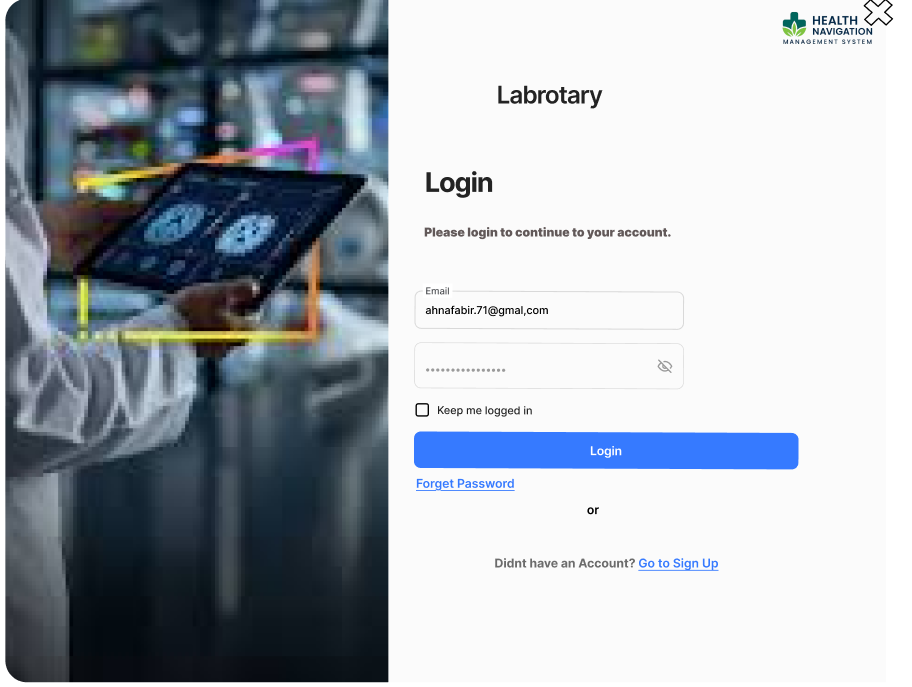 HEALTH
NAVIGATION
MANAGEMENT SYSTEM
Labrotary
Login
Please login to continue to your account.
Email
ahnafabir.71@gmal,com
Keep me logged in
Login
Forget Password
or
Didnt have an Account? Go to Sign Up